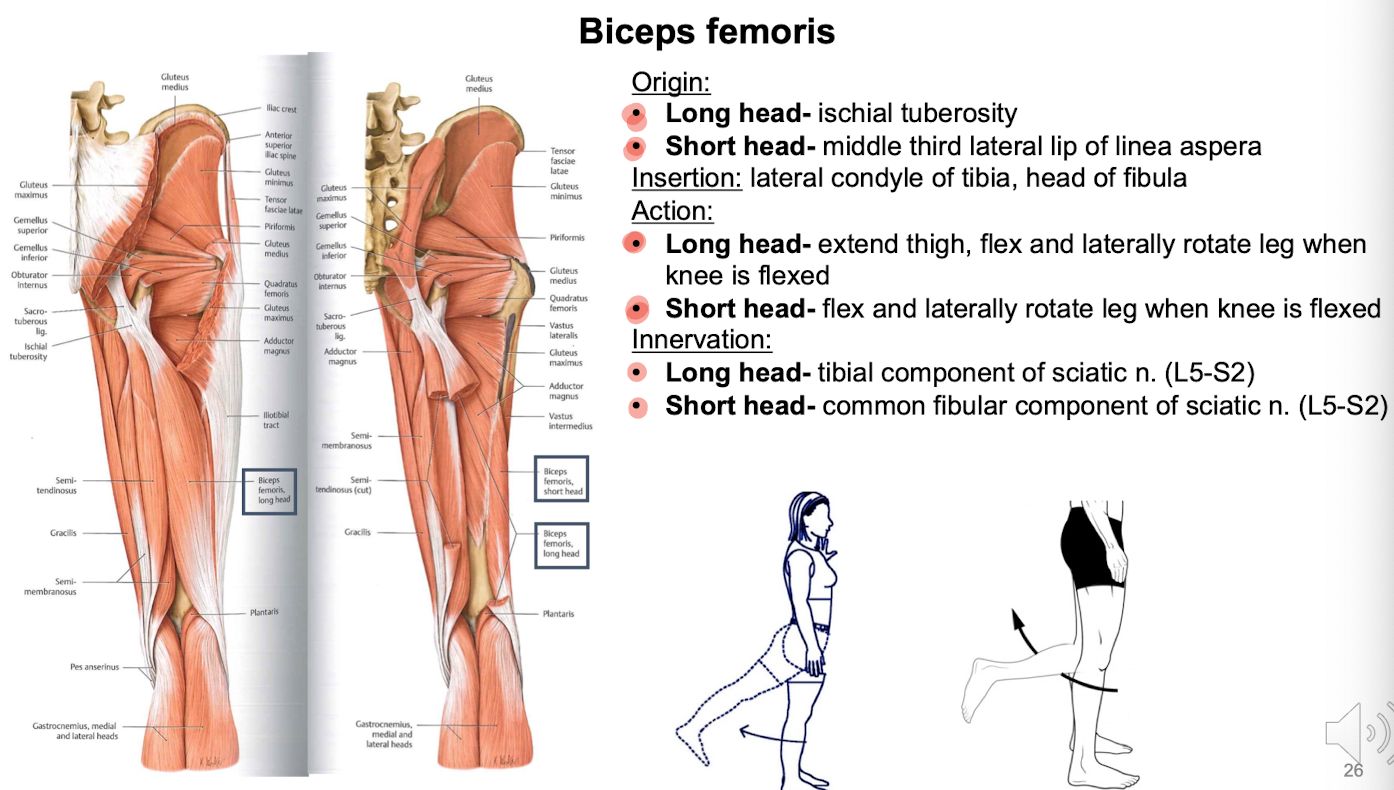 Biceps femoris
Origin:
• Long head- ischial tuberosity
• Short head- middle third lateral lip of linea aspera
Insertion: lateral condyle of tibia, head of fibula
Action:
• Long head- extend thigh, flex and laterally rotate leg when
knee is flexed
• Short head- flex and laterally rotate leg when knee is flexed
Innervation:
• Long head- tibial component of sciatic n. (L5-S2)
• Short head- common fibular component of sciatic n. (L5-S2)
Gluteus
medius
Iliac crest
Anterior
superior
iliac spine
Gluteus
minimus
Tensor
fasciae latae
Piriformis
Gluteus
medius
Quadratus
femoris
Gluteus
maximus
Adductor
magnus
Iliotibial
tract
Biceps
femoris,
long head
Plantaris
Gluteus
maximus
Gemellus
superior
Gemellus
inferior
Obturator
internus
Sacro-
tuberous
lig.
Ischial
tuberosity
Semi-
tendinosus
Gracilis
Semi-
membranosus
Pes anserinus
Gastrocnemius, medial
and lateral heads
Gluteus
medius
Tensor
fasciae
latae
Gluteus
minimus
Piriformis
Gluteus
medius
Quadratus
femoris
Vastus
lateralis
Gluteus
maximus
Adductor
magnus
Vastus
intermedius
Biceps
femoris,
short head
Biceps
femoris,
long head
Plantaris
Gluteus
maximus
Gemellus
superior
Gemellus
inferior
Obturator
internus
Sacro-
tuberous
lig.
Adductor
magnus
Semi-
membranosus
Semi-
tendinosus (cut)
Gracilis
Gastrocnemius,
medial and
lateral heads
26